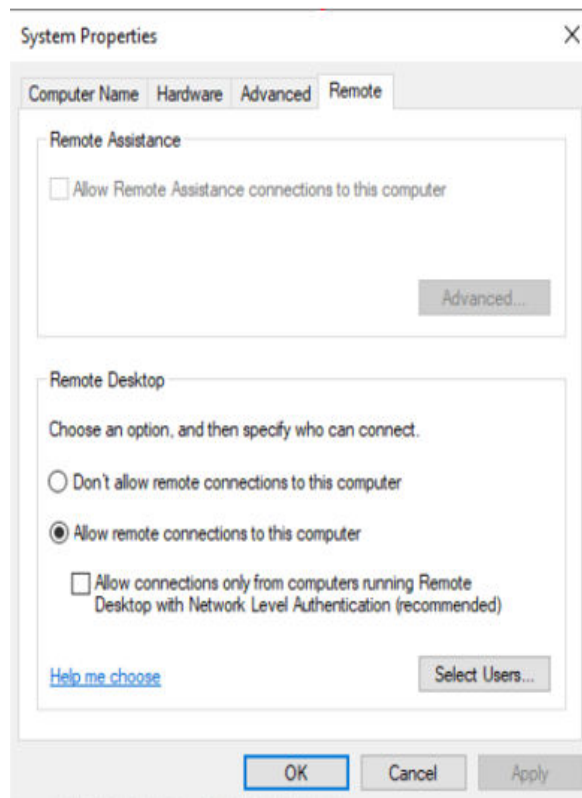 System Properties
Computer Name Hardware Advanced Remote
Remote Assistance
Allow Remote Assistance connections to this computer
Advanced...
Remote Desktop
Choose an option, and then specify who can connect.
Don't allow remote connections to this computer
Allow remote connections to this computer
Allow connections only from computers running Remote
Desktop with Network Level Authentication (recommended)
Help me choose Select Users...
OK Cancel Apply